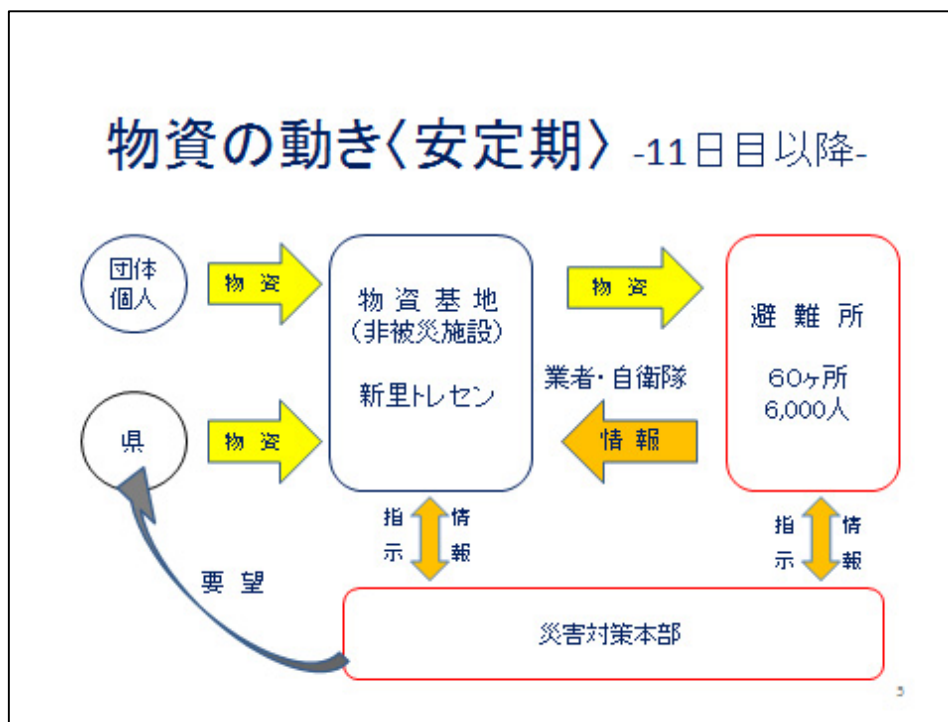 物資の動き〈安定期〉 -11日目以降-
団体
個人
物 資
物 資 基 地
(非被災施設)
新里トレセン
物 資
避 難 所
60ヶ所
6,000人
業者・自衛隊
県
物 資
情 報
指 情
示 報
指 情
示 報
要 望
災害対策本部